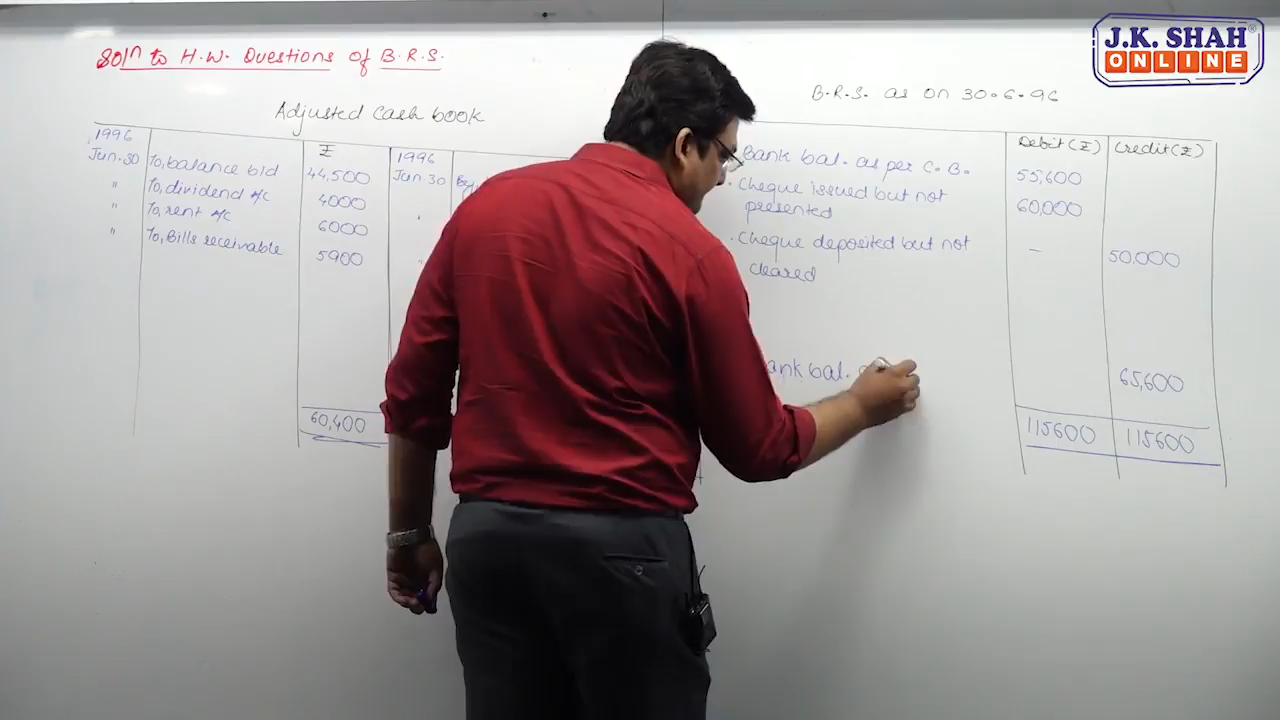 J.K. SHAH®
ONLINE
Soln to H.W. Questions of B.R.S.
Adjusted Cash book
1996
Jun.30 To, balance b/d 44,500
" To, dividend a/c 4000
" To, rent a/c 6000
" To, Bills receivable 5900
60,400
₹
1996
Jun.30 By,
"
"
B.R.S. as on 30.6.96
Debit (₹) Credit (₹)
Bank bal. as per C.B. 55,600
Cheque issued but not
presented 60,000
Cheque deposited but not
cleared - 50,000
bal. 65,600
115600 115600